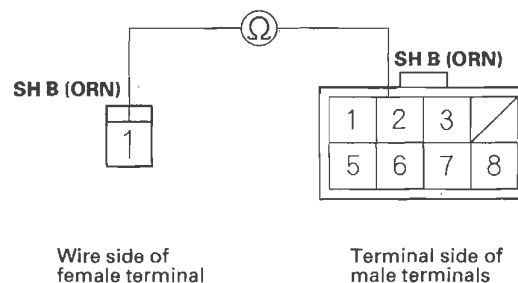 Ω
SH B (ORN)
SH B (ORN)
1
1 2 3
5 6 7 8
Wire side of
female terminal
Terminal side of
male terminals